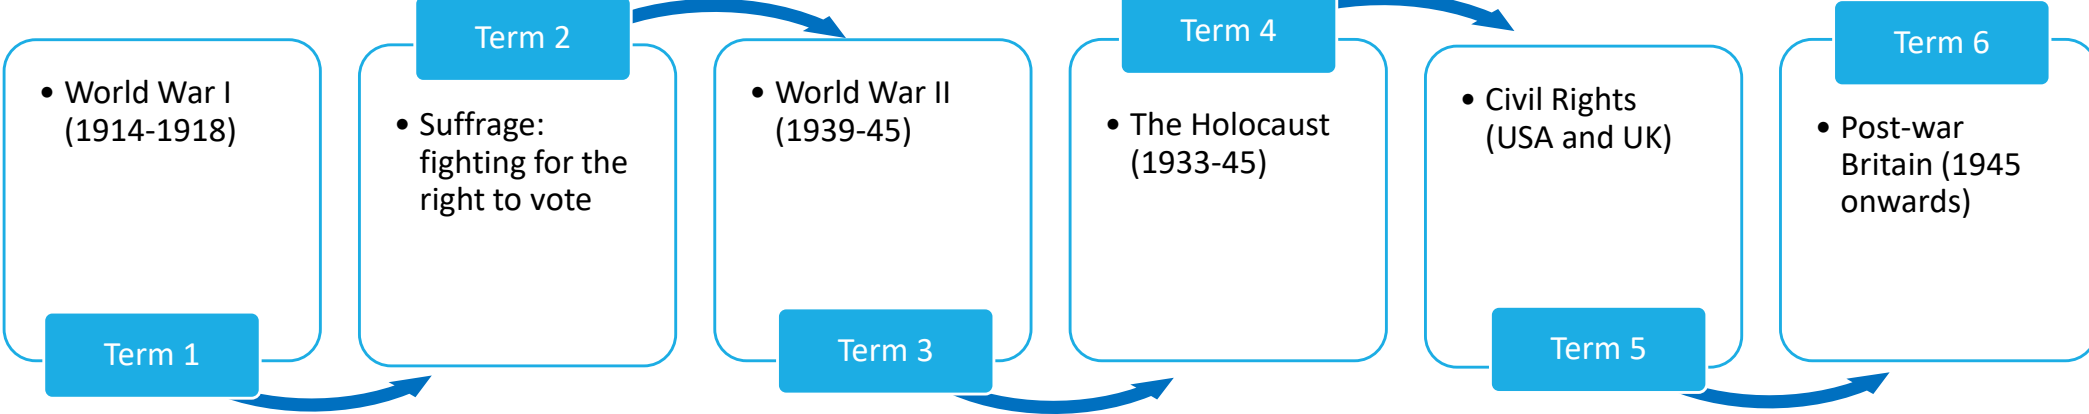 • World War I
(1914-1918)
Term 1
Term 2
• Suffrage:
fighting for the
right to vote
• World War II
(1939-45)
Term 3
Term 4
• The Holocaust
(1933-45)
• Civil Rights
(USA and UK)
Term 5
Term 6
• Post-war
Britain (1945
onwards)